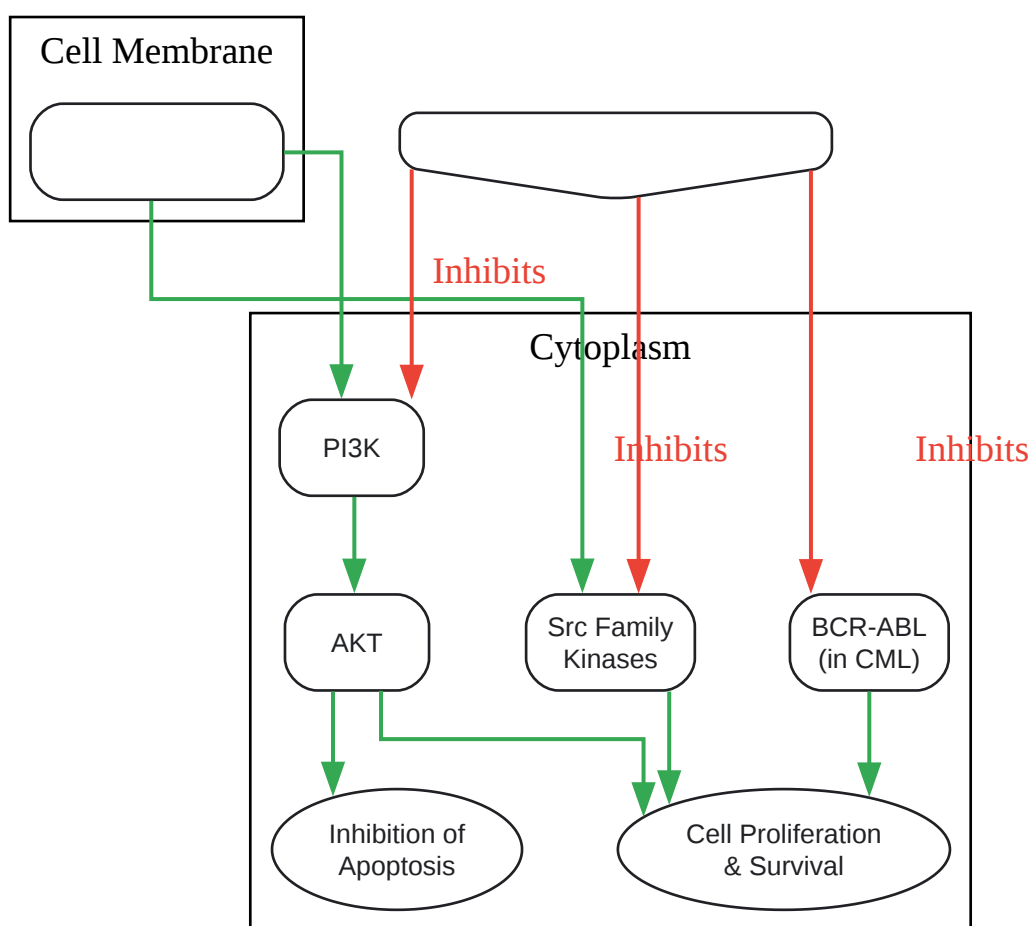 Cell Membrane
Inhibits
Cytoplasm
PI3K
Inhibits
Inhibits
AKT
Src Family
Kinases
BCR-ABL
(in CML)
Inhibition of
Apoptosis
Cell Proliferation
& Survival